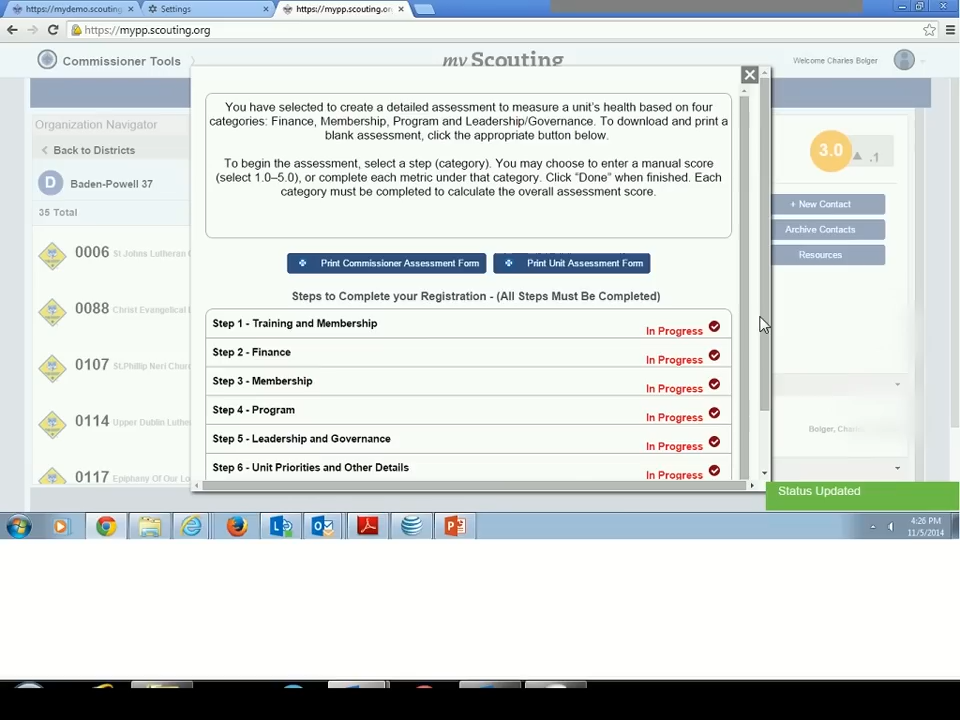 https://mydemo.scouting
Settings
https://mypp.scouting.or
https://mypp.scouting.org
Commissioner Tools
my Scouting
Welcome Charles Bolger
Organization Navigator
Back to Districts
D Baden-Powell 37
35 Total
0006 St Johns Lutheran C
0088 Christ Evangelical
0107 St.Phillip Neri Churc
0114 Upper Dublin Luthe
0117 Epiphany Of Our Lo
You have selected to create a detailed assessment to measure a unit's health based on four
categories: Finance, Membership, Program and Leadership/Governance. To download and print a
blank assessment, click the appropriate button below.
To begin the assessment, select a step (category). You may choose to enter a manual score
(select 1.0–5.0), or complete each metric under that category. Click "Done" when finished. Each
category must be completed to calculate the overall assessment score.
Print Commissioner Assessment Form
Print Unit Assessment Form
Steps to Complete your Registration - (All Steps Must Be Completed)
Step 1 - Training and Membership
In Progress
Step 2 - Finance
In Progress
Step 3 - Membership
In Progress
Step 4 - Program
In Progress
Step 5 - Leadership and Governance
In Progress
Step 6 - Unit Priorities and Other Details
In Progress
3.0
.1
+ New Contact
Archive Contacts
Resources
Bolger, Char
Status Updated
4:26 PM
11/5/2014